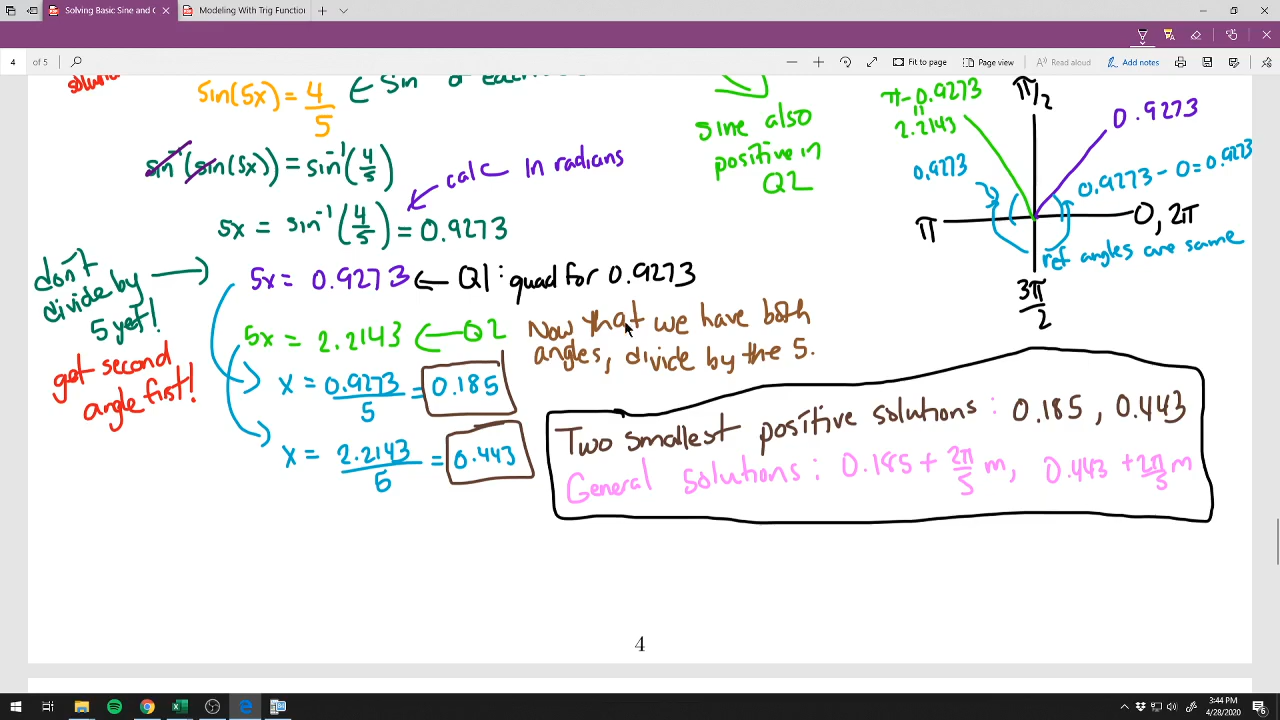 Solving Basic Sine and C
Modeling With Trig Function
4 of 5
Fit to page
Page view
Read aloud
Add notes
sin(5x) = 4/5 ← Sin
sin⁻¹(sin(5x)) = sin⁻¹(4/5)
calc in radians
5x = sin⁻¹(4/5) = 0.9273
don't divide by 5 yet!
5x = 0.9273 ← Q1 : quad for 0.9273
5x = 2.2143 ← Q2
get second angle first!
Now that we have both
angles, divide by the 5.
x = 0.9273/5 = 0.185
x = 2.2143/5 = 0.443
sine also
positive in
Q2
π - 0.9273
=
2.2143
π/2
0.9273
0.9273
0.9273 - 0 = 0.9273
π
0, 2π
ref angles are same
3π/2
Two smallest positive solutions : 0.185 , 0.443
General solutions : 0.185 + 2π/5 m, 0.443 + 2π/5 m
4
3:44 PM
4/28/2020